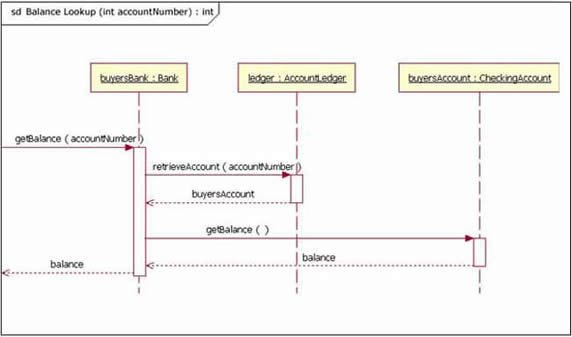 sd Balance Lookup (int accountNumber) : int
buyersBank : Bank
ledger : AccountLedger
buyersAccount : CheckingAccount
getBalance ( accountNumber )
retrieveAccount ( accountNumber )
buyersAccount
getBalance ( )
balance
balance